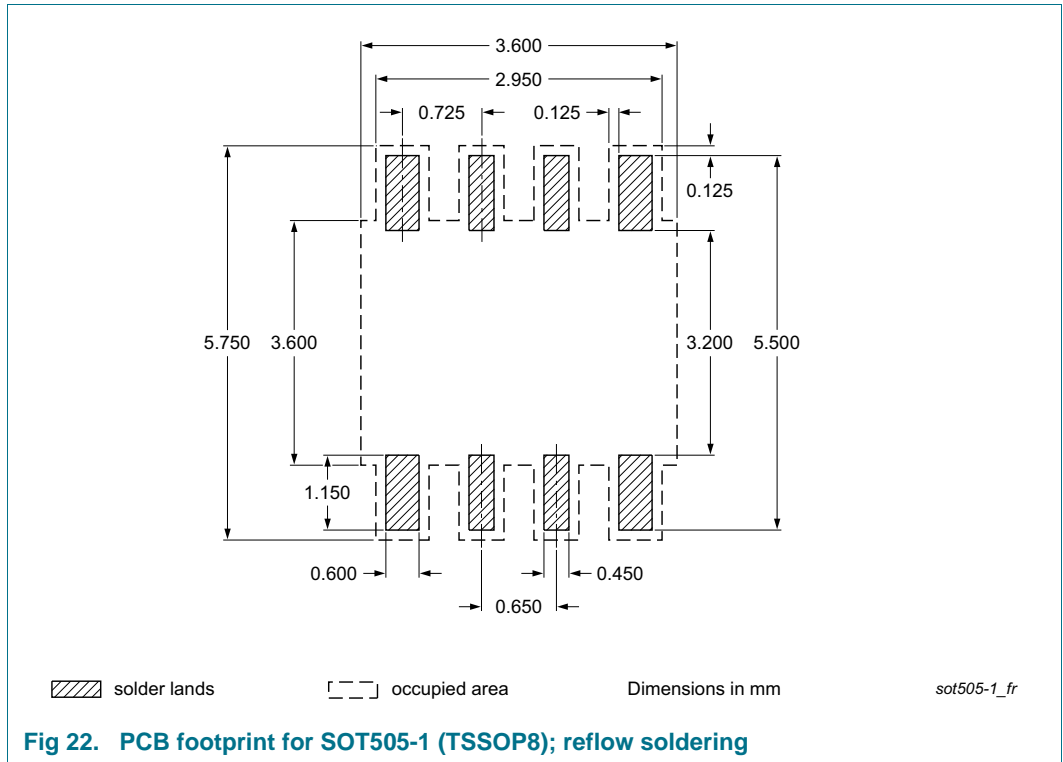 3.600
2.950
0.725 0.125
0.125
5.750 3.600 3.200 5.500
1.150
0.600 0.450
0.650
solder lands occupied area Dimensions in mm sot505-1_fr
Fig 22. PCB footprint for SOT505-1 (TSSOP8); reflow soldering